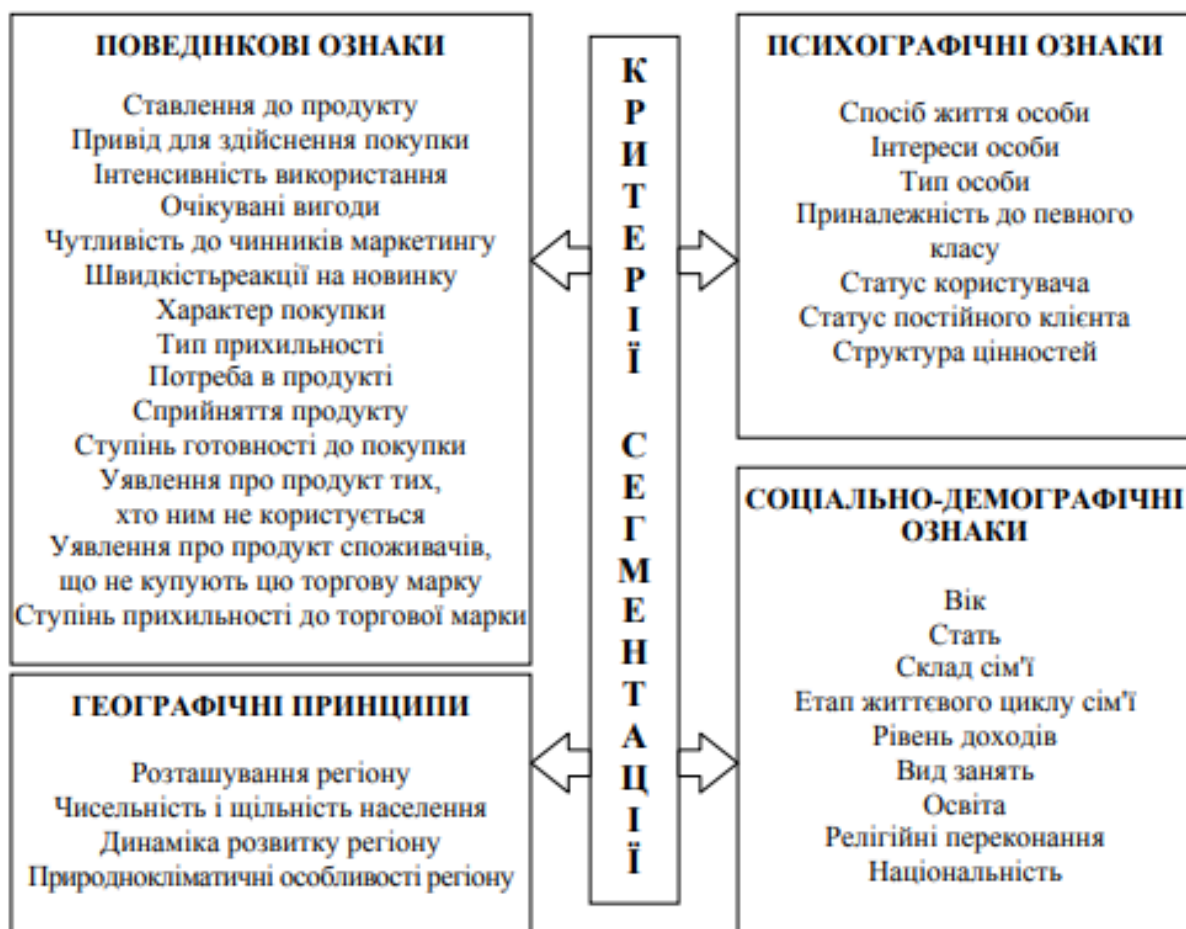 ПОВЕДІНКОВІ ОЗНАКИ
Ставлення до продукту
Привід для здійснення покупки
Інтенсивність використання
Очікувані вигоди
Чутливість до чинників маркетингу
Швидкістьреакції на новинку
Характер покупки
Тип прихильності
Потреба в продукті
Сприйняття продукту
Ступінь готовності до покупки
Уявлення про продукт тих,
хто ним не користується
Уявлення про продукт споживачів,
що не купують цю торгову марку
Ступінь прихильності до торгової марки
ГЕОГРАФІЧНІ ПРИНЦИПИ
Розташування регіону
Чисельність і щільність населення
Динаміка розвитку регіону
Природнокліматичні особливості регіону
КРИТЕРІЇ СЕГМЕНТАЦІЇ
ПСИХОГРАФІЧНІ ОЗНАКИ
Спосіб життя особи
Інтереси особи
Тип особи
Приналежність до певного
класу
Статус користувача
Статус постійного клієнта
Структура цінностей
СОЦІАЛЬНО-ДЕМОГРАФІЧНІ
ОЗНАКИ
Вік
Стать
Склад сім'ї
Етап життєвого циклу сім'ї
Рівень доходів
Вид занять
Освіта
Релігійні переконання
Національність